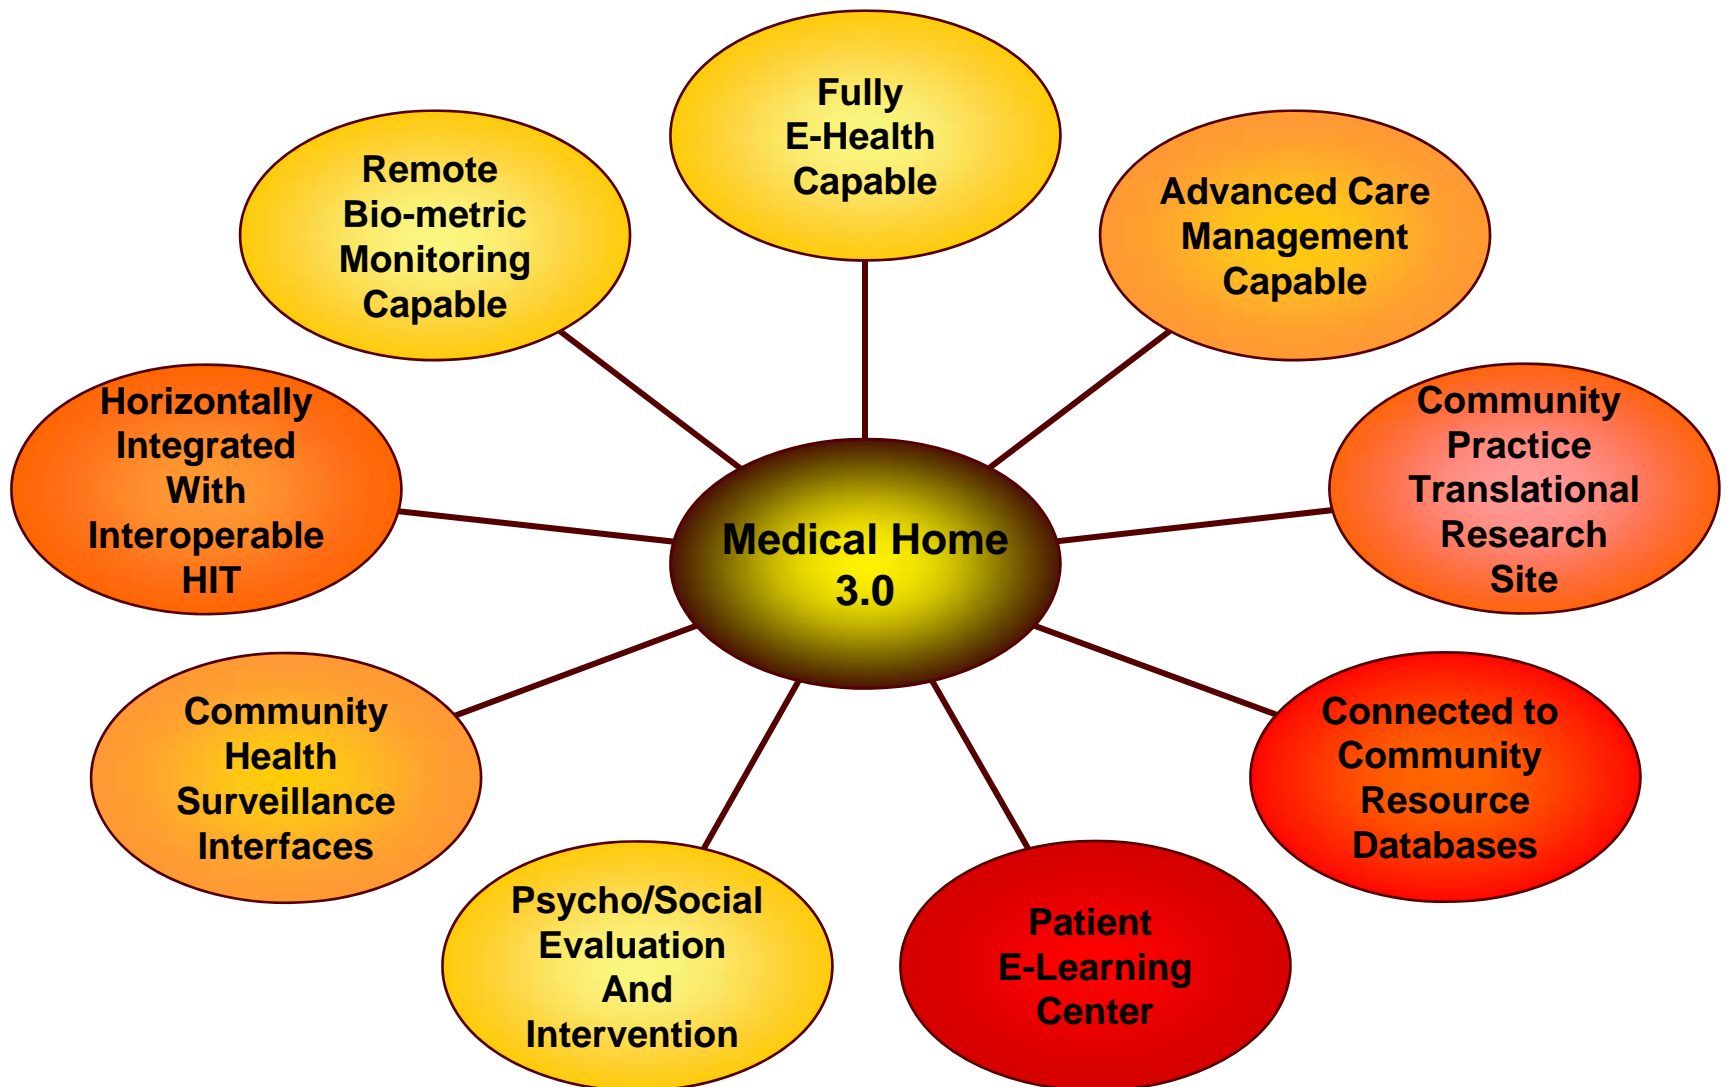 Fully
E-Health
Capable
Remote
Bio-metric
Monitoring
Capable
Advanced Care
Management
Capable
Horizontally
Integrated
With
Interoperable
HIT
Community
Practice
Translational
Research
Site
Medical Home
3.0
Community
Health
Surveillance
Interfaces
Connected to
Community
Resource
Databases
Psycho/Social
Evaluation
And
Intervention
Patient
E-Learning
Center